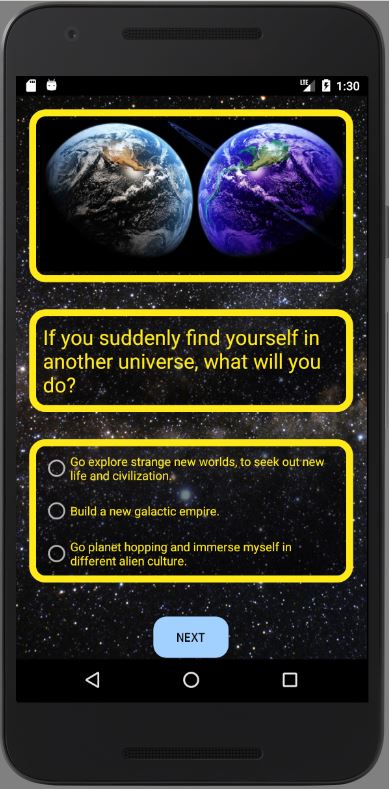 LTE 1:30
If you suddenly find yourself in
another universe, what will you
do?
Go explore strange new worlds, to seek out new
life and civilization.
Build a new galactic empire.
Go planet hopping and immerse myself in
different alien culture.
NEXT